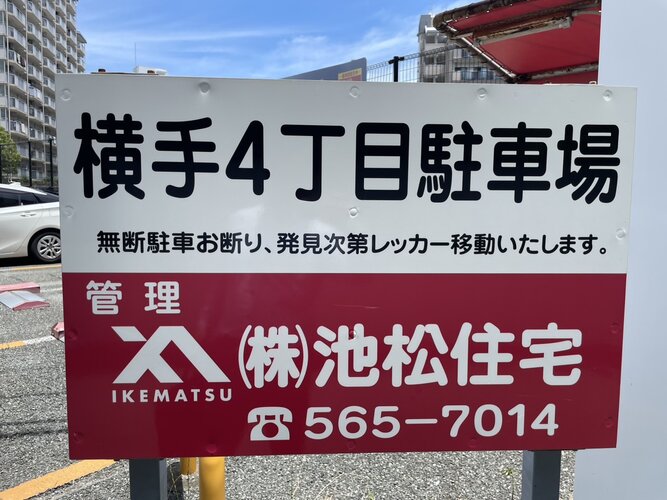 横手4丁目駐車場
無断駐車お断り、発見次第レッカー移動いたします。
管理
IKEMATSU
㈱池松住宅
☎565-7014